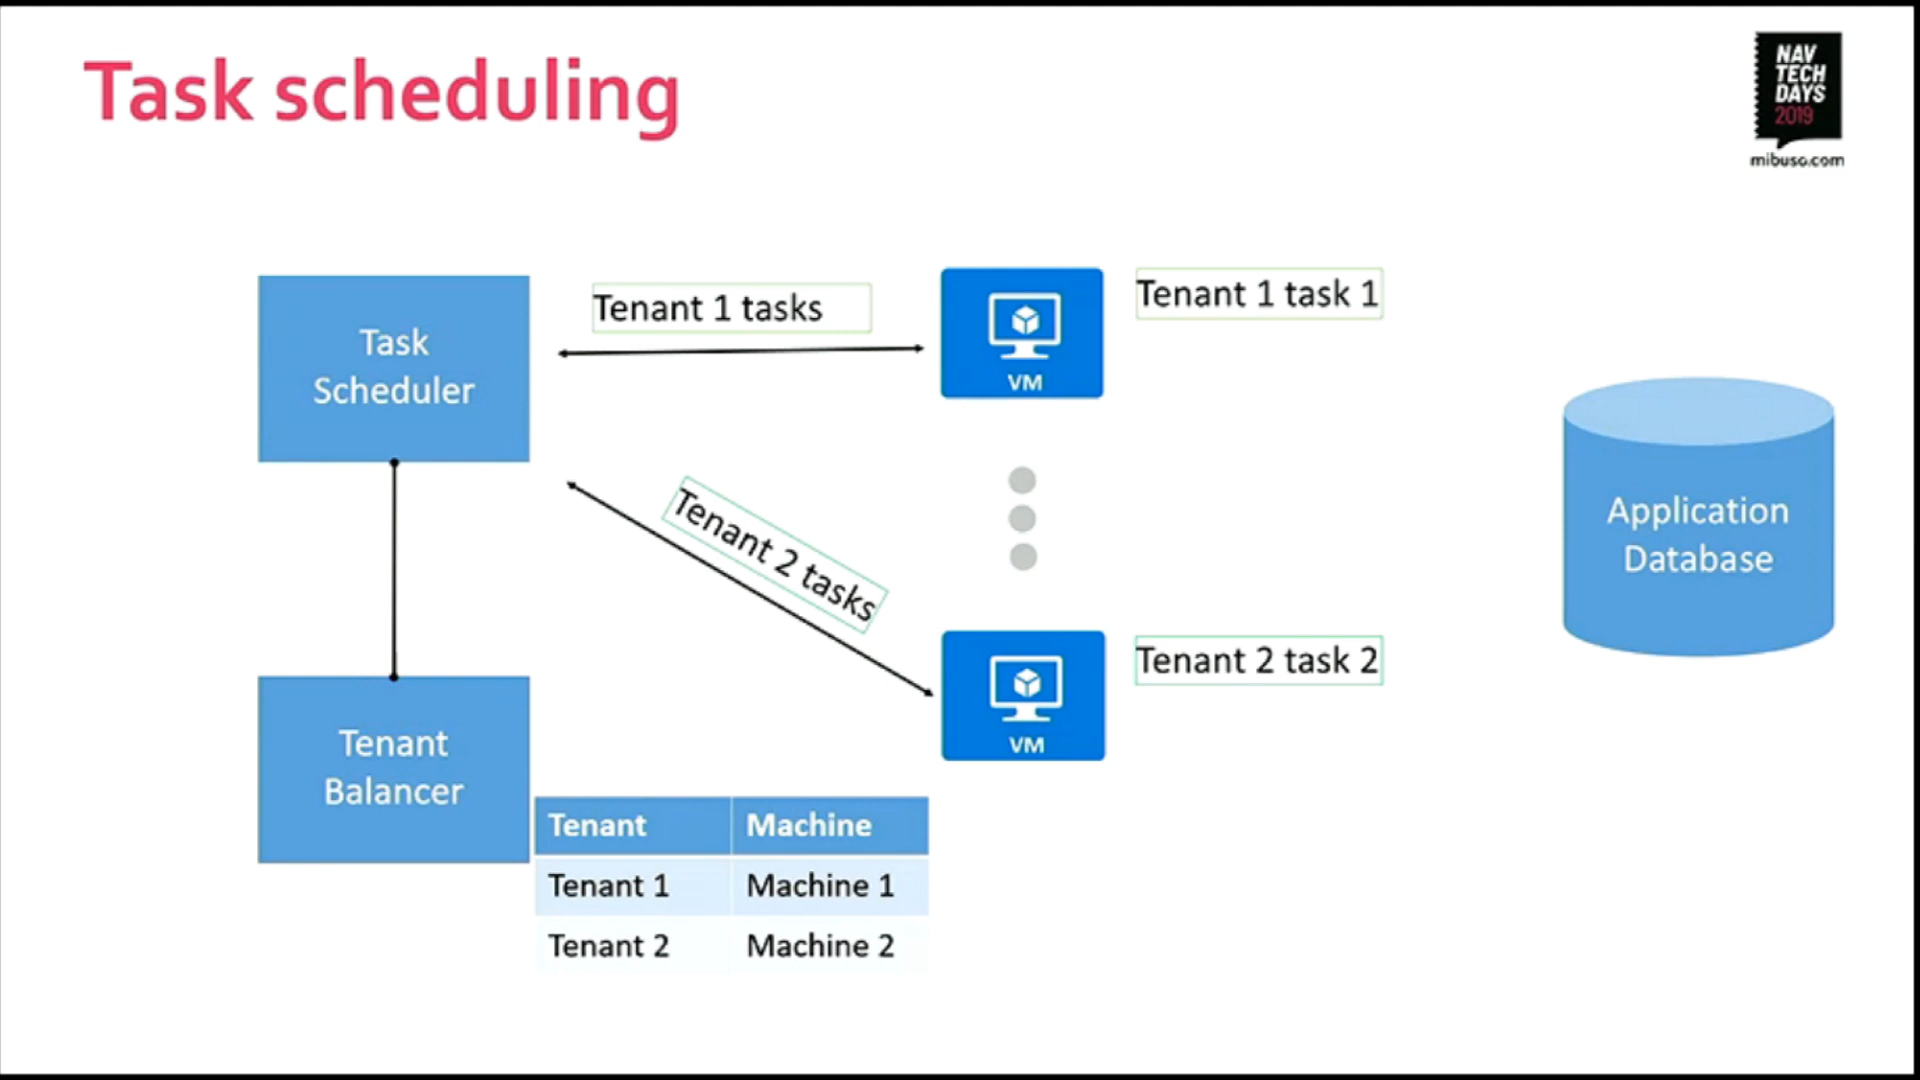 Task scheduling
NAV
TECH
DAYS
2019
mibuso.com
Task
Scheduler
Tenant 1 tasks
VM
Tenant 1 task 1
Tenant 2 tasks
Application
Database
VM
Tenant 2 task 2
Tenant
Balancer
Tenant Machine
Tenant 1 Machine 1
Tenant 2 Machine 2